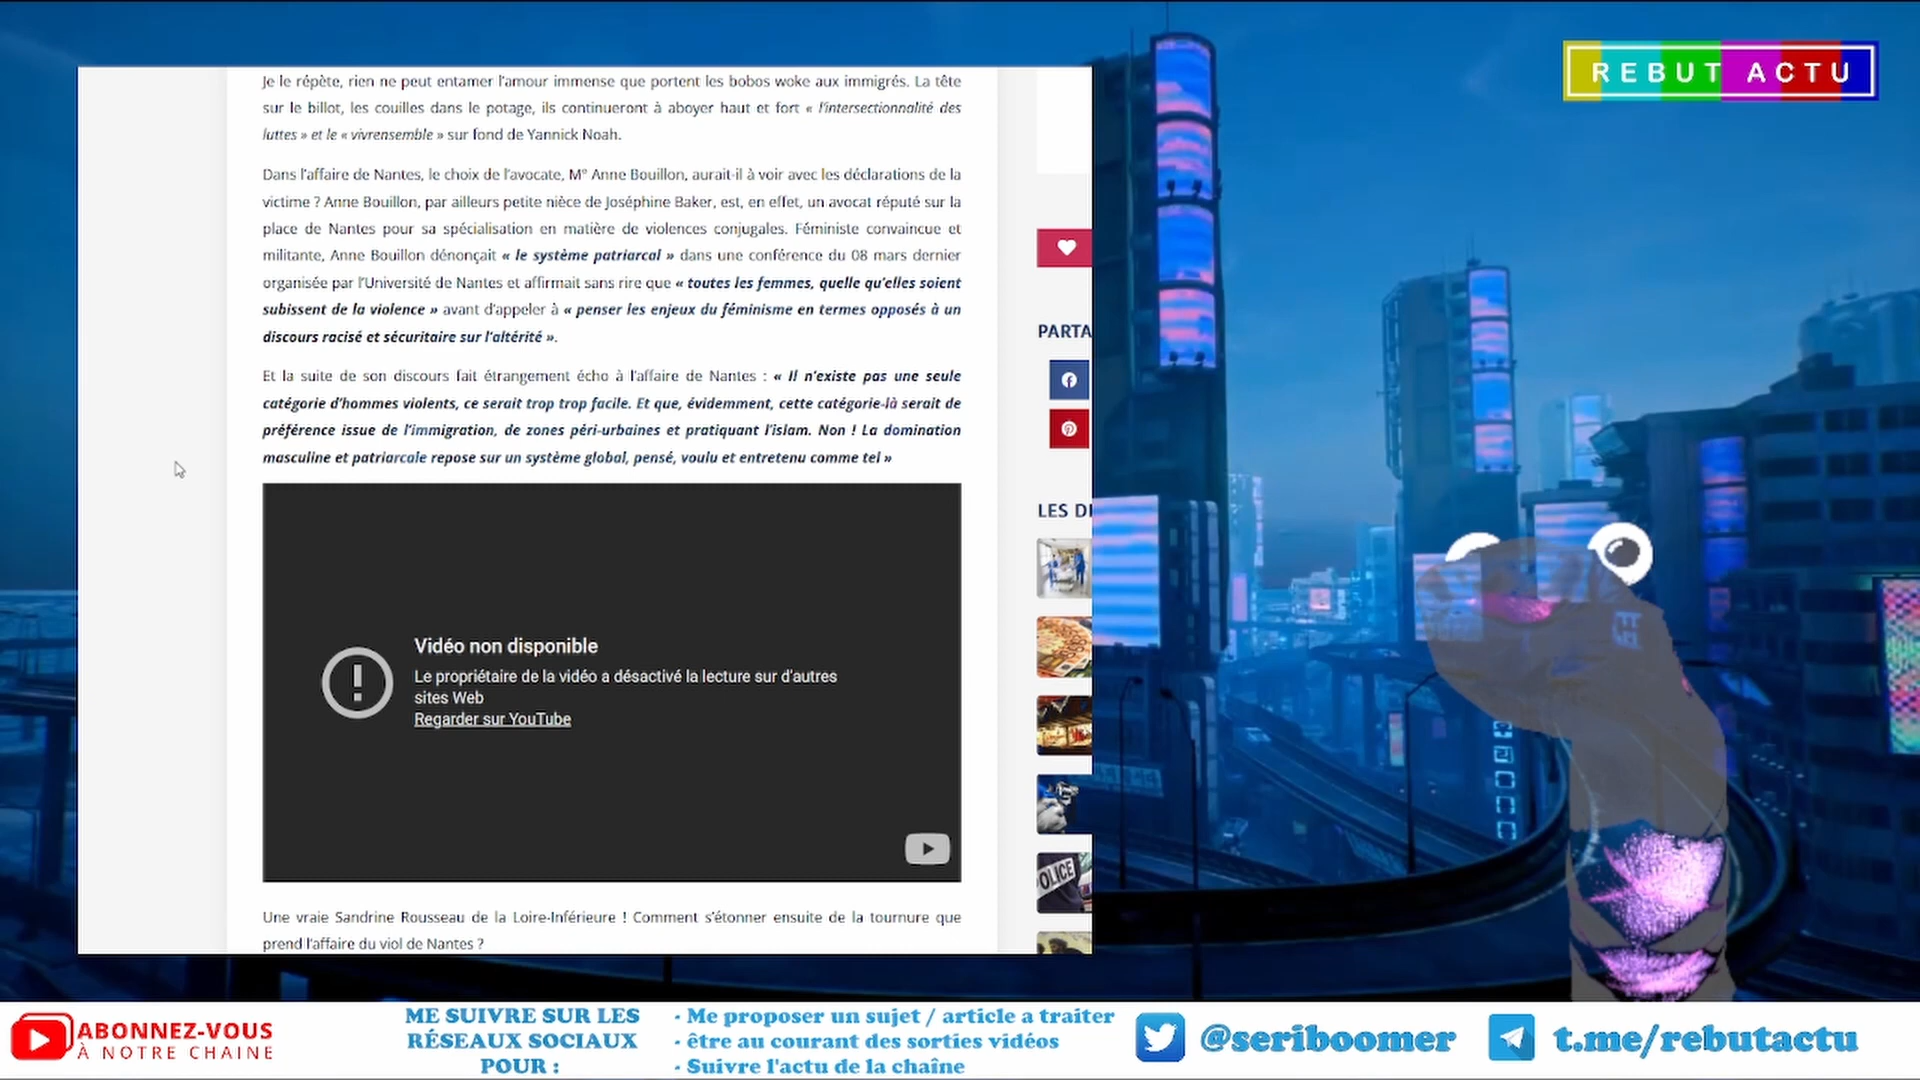 REBUT ACTU
Je le répète, rien ne peut entamer l'amour immense que portent les bobos woke aux immigrés. La tête
sur le billot, les couilles dans le potage, ils continueront à aboyer haut et fort « l'intersectionnalité des
luttes » et le « vivrensemble » sur fond de Yannick Noah.
Dans l'affaire de Nantes, le choix de l'avocate, M° Anne Bouillon, aurait-il à voir avec les déclarations de la
victime ? Anne Bouillon, par ailleurs petite nièce de Joséphine Baker, est, en effet, un avocat réputé sur la
place de Nantes pour sa spécialisation en matière de violences conjugales. Féministe convaincue et
militante, Anne Bouillon dénonçait « le système patriarcal » dans une conférence du 08 mars dernier
organisée par l'Université de Nantes et affirmait sans rire que « toutes les femmes, quelle qu'elles soient
subissent de la violence » avant d'appeler à « penser les enjeux du féminisme en termes opposés à un
discours racisé et sécuritaire sur l'altérité ».
Et la suite de son discours fait étrangement écho à l'affaire de Nantes : « Il n'existe pas une seule
catégorie d'hommes violents, ce serait trop trop facile. Et que, évidemment, cette catégorie-là serait de
préférence issue de l'immigration, de zones péri-urbaines et pratiquant l'islam. Non ! La domination
masculine et patriarcale repose sur un système global, pensé, voulu et entretenu comme tel »
Vidéo non disponible
Le propriétaire de la vidéo a désactivé la lecture sur d'autres
sites Web
Regarder sur YouTube
Une vraie Sandrine Rousseau de la Loire-Inférieure ! Comment s'étonner ensuite de la tournure que
prend l'affaire du viol de Nantes ?
PARTA
LES DE
POLICE
ABONNEZ-VOUS
À NOTRE CHAINE
ME SUIVRE SUR LES
RÉSEAUX SOCIAUX
POUR :
- Me proposer un sujet / article a traiter
- être au courant des sorties vidéos
- Suivre l'actu de la chaîne
@seriboomer
t.me/rebutactu